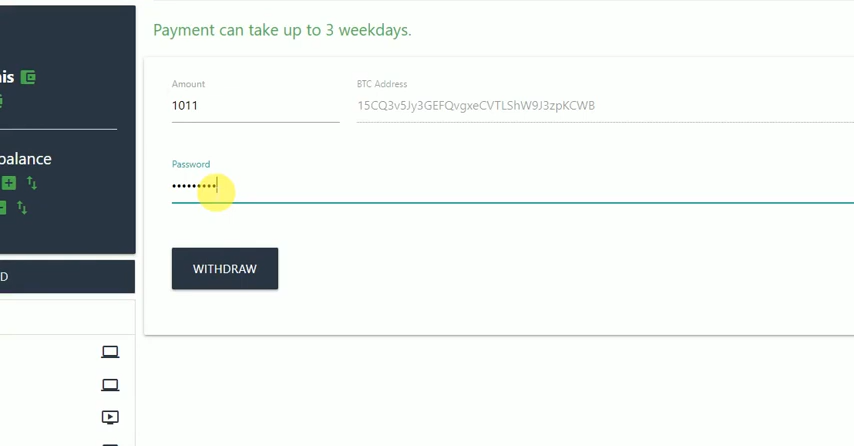 Payment can take up to 3 weekdays.
Amount
BTC Address
1011
15CQ3v5Jy3GEFQvgxeCVTLShW9J3zpKCWB
balance
Password
•••••••••
WITHDRAW